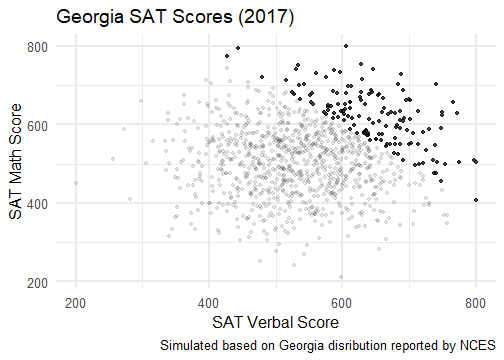 Georgia SAT Scores (2017)
800
600
400
200
SAT Math Score
200 400 600 800
SAT Verbal Score
Simulated based on Georgia disribution reported by NCES